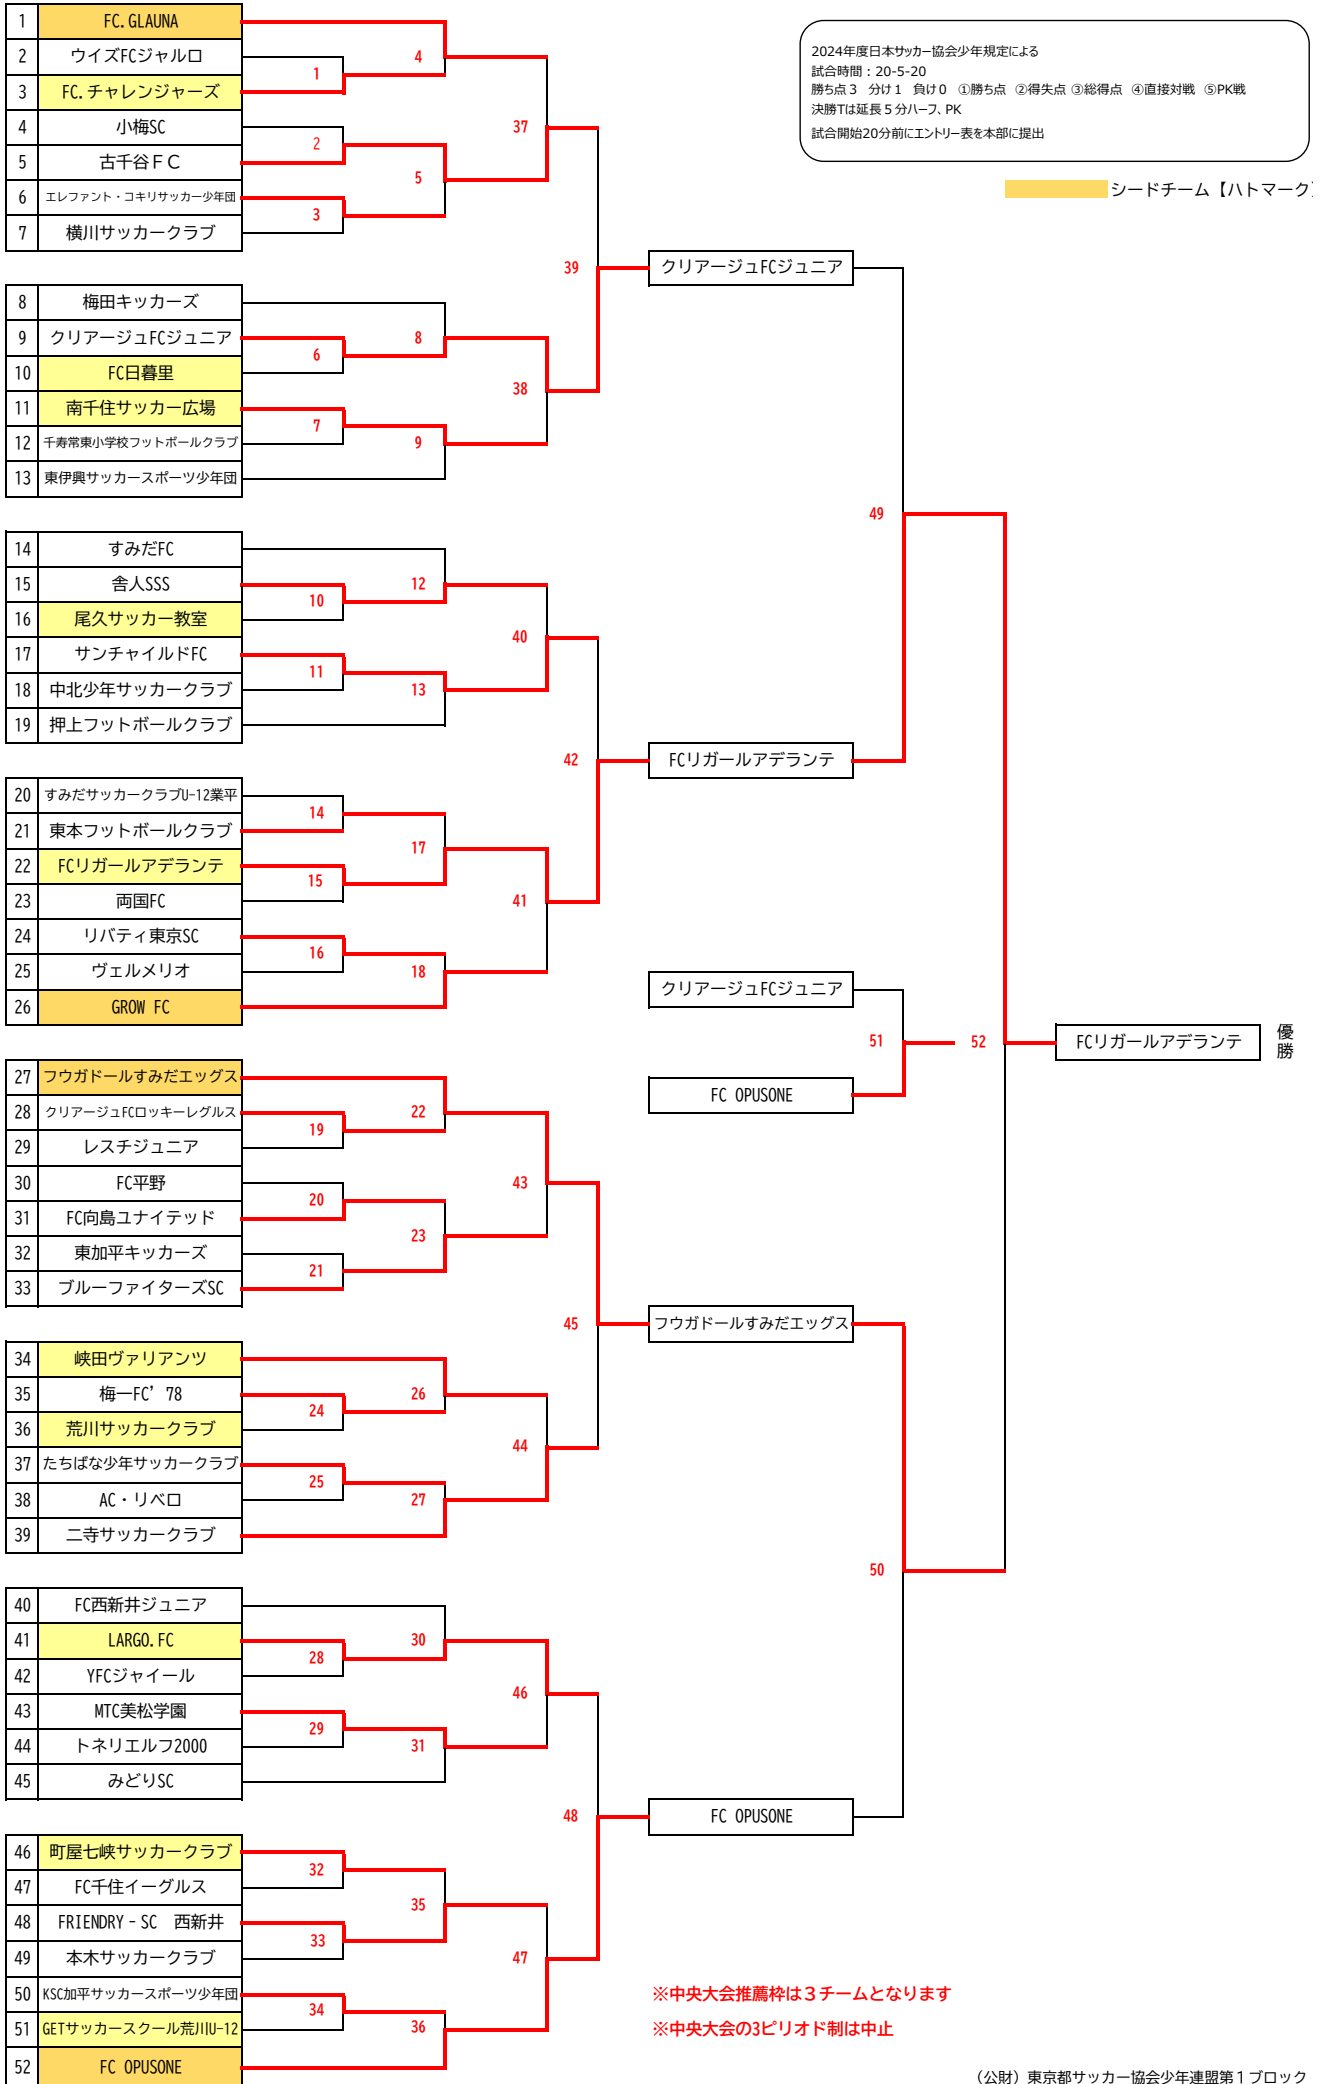 2024年度日本サッカー協会少年規定による
試合時間：20-5-20
勝ち点３　分け１　負け０　①勝ち点　②得失点 ③総得点　④直接対戦　⑤PK戦
決勝Tは延長５分ハーフ、PK
試合開始20分前にエントリー表を本部に提出
シードチーム【ハトマーク】
1 FC.GLAUNA
2 ウイズFCジャルロ
3 FC.チャレンジャーズ
4 小梅SC
5 古千谷ＦＣ
6 エレファント・コキリサッカー少年団
7 横川サッカークラブ
8 梅田キッカーズ
9 クリアージュFCジュニア
10 FC日暮里
11 南千住サッカー広場
12 千寿常東小学校フットボールクラブ
13 東伊興サッカースポーツ少年団
14 すみだFC
15 舎人SSS
16 尾久サッカー教室
17 サンチャイルドFC
18 中北少年サッカークラブ
19 押上フットボールクラブ
20 すみだサッカークラブU-12業平
21 東本フットボールクラブ
22 FCリガールアデランテ
23 両国FC
24 リバティ東京SC
25 ヴェルメリオ
26 GROW FC
27 フウガドールすみだエッグス
28 クリアージュFCロッキーレグルス
29 レスチジュニア
30 FC平野
31 FC向島ユナイテッド
32 東加平キッカーズ
33 ブルーファイターズSC
34 峡田ヴァリアンツ
35 梅一FC’78
36 荒川サッカークラブ
37 たちばな少年サッカークラブ
38 AC・リベロ
39 二寺サッカークラブ
40 FC西新井ジュニア
41 LARGO.FC
42 YFCジャイール
43 MTC美松学園
44 トネリエルフ2000
45 みどりSC
46 町屋七峡サッカークラブ
47 FC千住イーグルス
48 FRIENDRY‐SC　西新井
49 本木サッカークラブ
50 KSC加平サッカースポーツ少年団
51 GETサッカースクール荒川U-12
52 FC OPUSONE
1
2
3
4
5
6
7
8
9
10
11
12
13
14
15
16
17
18
19
20
21
22
23
24
25
26
27
28
29
30
31
32
33
34
35
36
37
38
39
40
41
42
43
44
45
46
47
48
クリアージュFCジュニア
FCリガールアデランテ
49
クリアージュFCジュニア
FC OPUSONE
51
52
FCリガールアデランテ
優勝
フウガドールすみだエッグス
50
FC OPUSONE
※中央大会推薦枠は３チームとなります
※中央大会の3ピリオド制は中止
（公財）東京都サッカー協会少年連盟第１ブロック